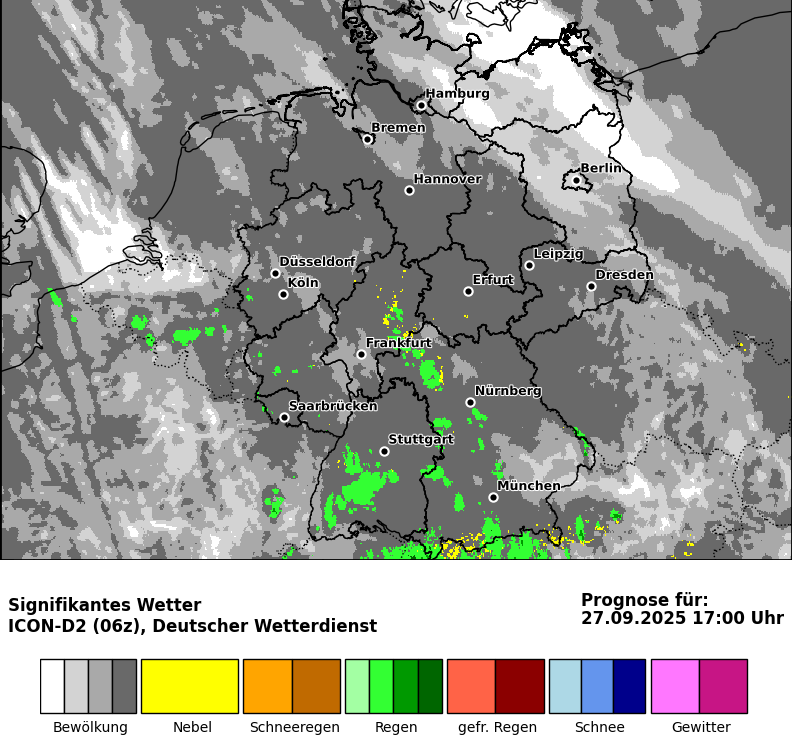 Hamburg
Bremen
Berlin
Hannover
Leipzig
Düsseldorf
Dresden
Köln
Erfurt
Frankfurt
Nürnberg
Saarbrücken
Stuttgart
München
Signifikantes Wetter
ICON-D2 (06z), Deutscher Wetterdienst
Prognose für:
27.09.2025 17:00 Uhr
Bewölkung
Nebel
Schneeregen
Regen
gefr. Regen
Schnee
Gewitter